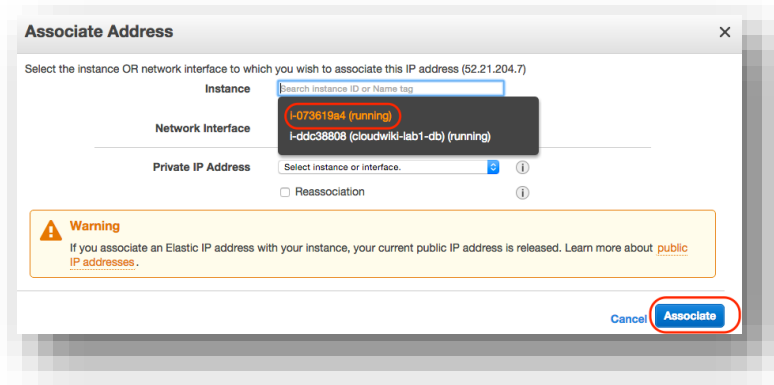 Associate Address
Select the instance OR network interface to which you wish to associate this IP address (52.21.204.7)
Instance
Search instance ID or Name tag
i-073619a4 (running)
i-ddc38808 (cloudwiki-lab1-db) (running)
Network Interface
Private IP Address
Select instance or interface.
Reassociation
Warning
If you associate an Elastic IP address with your instance, your current public IP address is released. Learn more about public
IP addresses.
Cancel
Associate